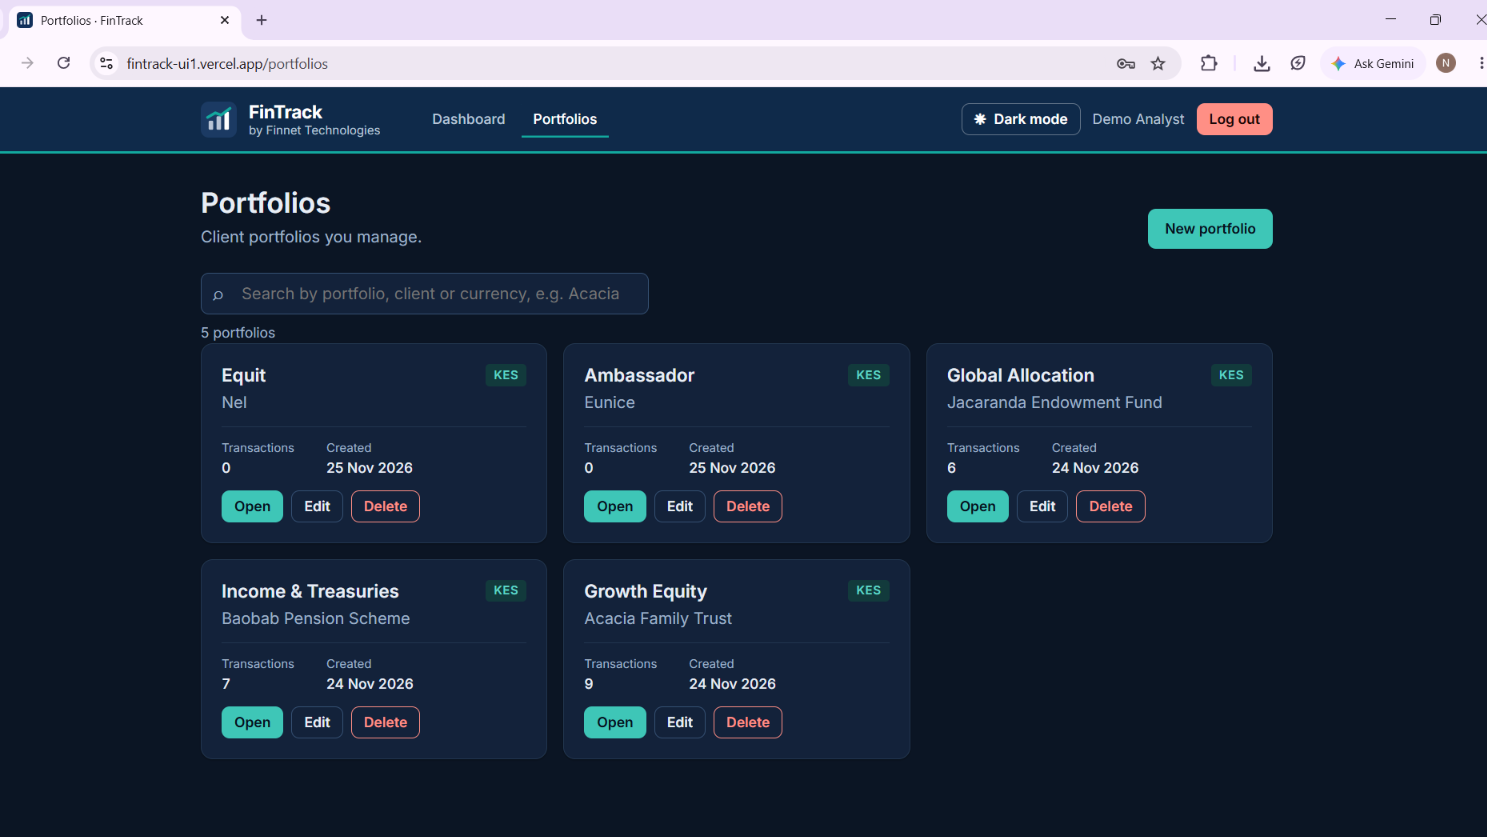 Portfolios · FinTrack
fintrack-ui1.vercel.app/portfolios
Ask Gemini
N
FinTrack
by Finnet Technologies
Dashboard
Portfolios
Dark mode
Demo Analyst
Log out
Portfolios
Client portfolios you manage.
New portfolio
Search by portfolio, client or currency, e.g. Acacia
5 portfolios
Equit
KES
Nel
Transactions
Created
0
25 Nov 2026
Open
Edit
Delete
Ambassador
KES
Eunice
Transactions
Created
0
25 Nov 2026
Open
Edit
Delete
Global Allocation
KES
Jacaranda Endowment Fund
Transactions
Created
6
24 Nov 2026
Open
Edit
Delete
Income & Treasuries
KES
Baobab Pension Scheme
Transactions
Created
7
24 Nov 2026
Open
Edit
Delete
Growth Equity
KES
Acacia Family Trust
Transactions
Created
9
24 Nov 2026
Open
Edit
Delete